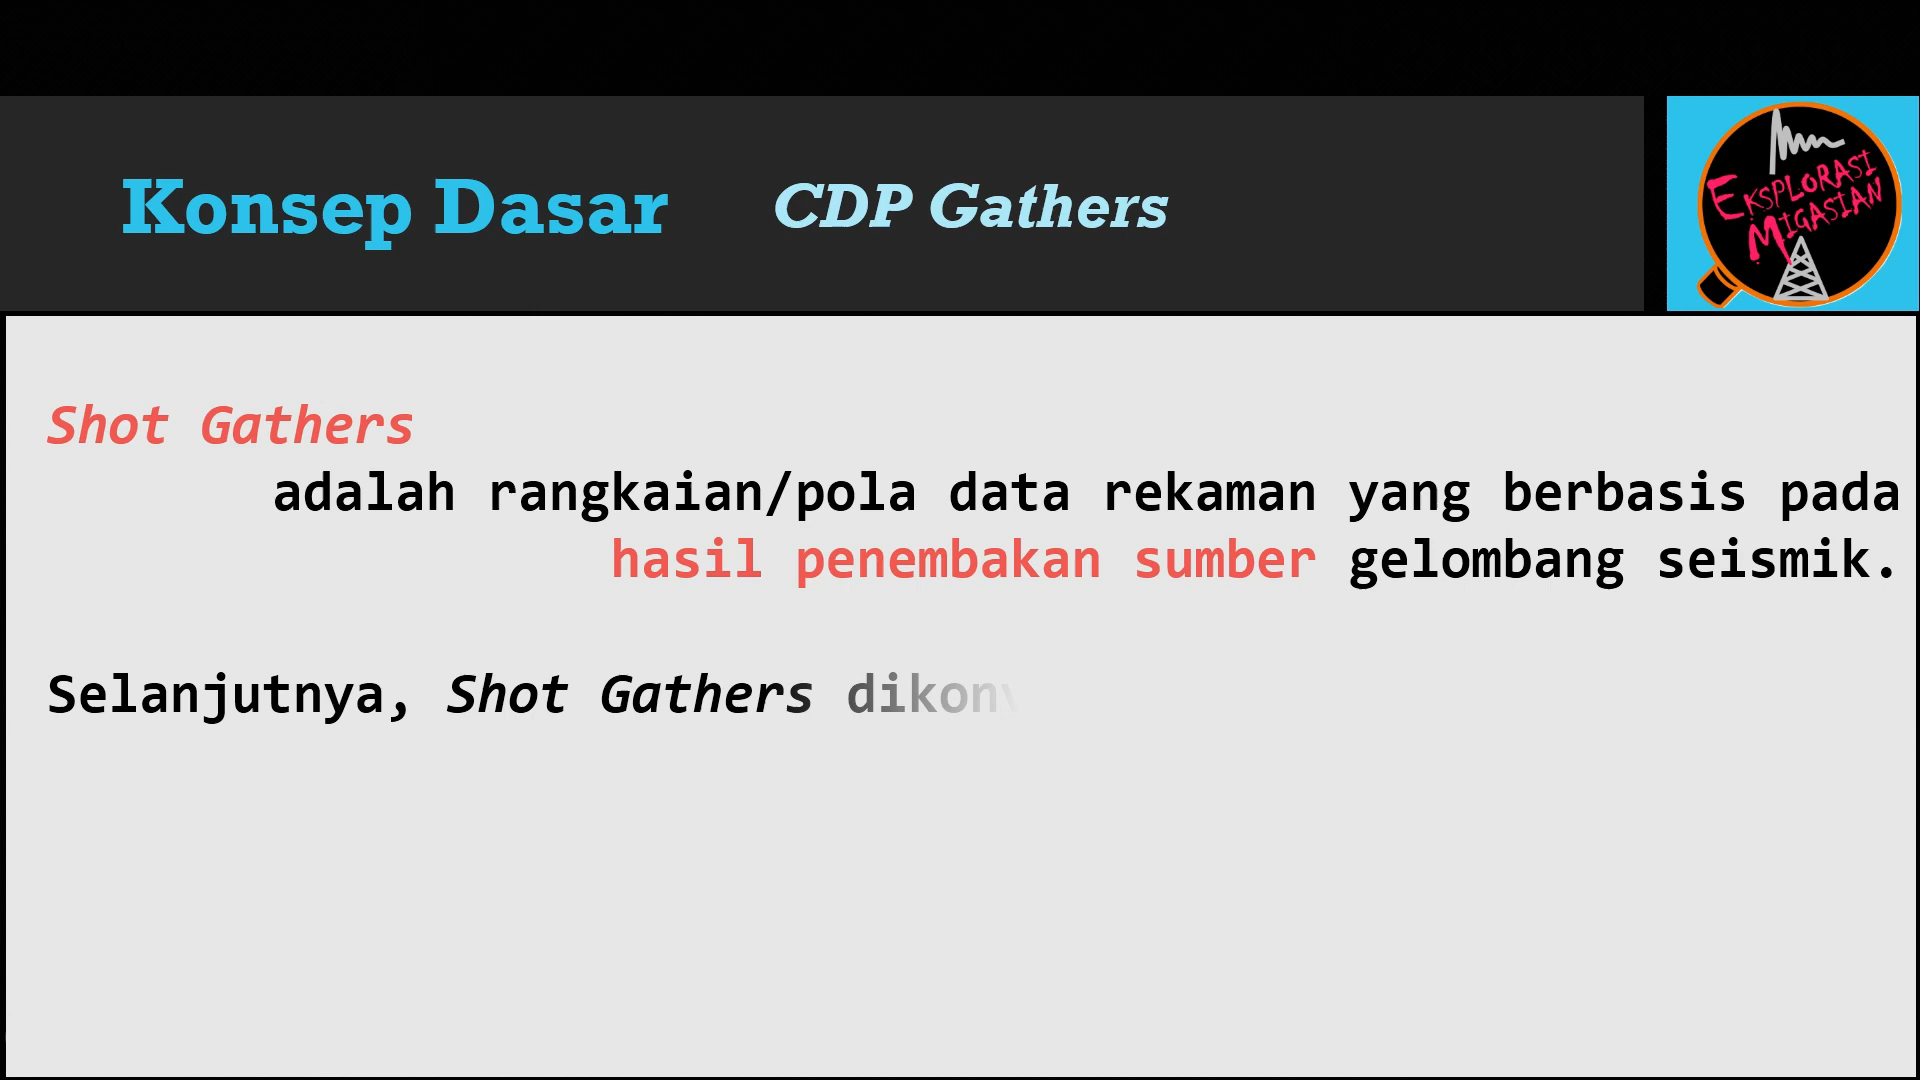 Konsep Dasar CDP Gathers
EKSPLORASI
MIGASIAN
Shot Gathers
adalah rangkaian/pola data rekaman yang berbasis pada
hasil penembakan sumber gelombang seismik.
Selanjutnya, Shot Gathers